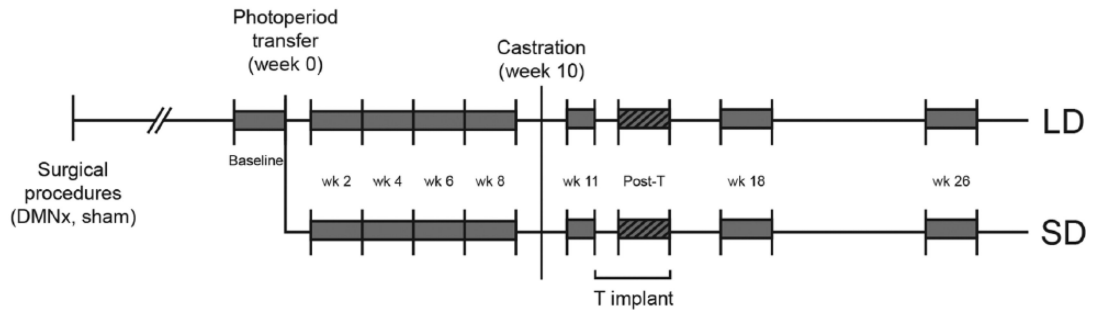 Photoperiod
transfer
(week 0)
Castration
(week 10)
LD
Baseline
Surgical
procedures
(DMNx, sham)
wk 2
wk 4
wk 6
wk 8
wk 11
Post-T
wk 18
wk 26
SD
T implant